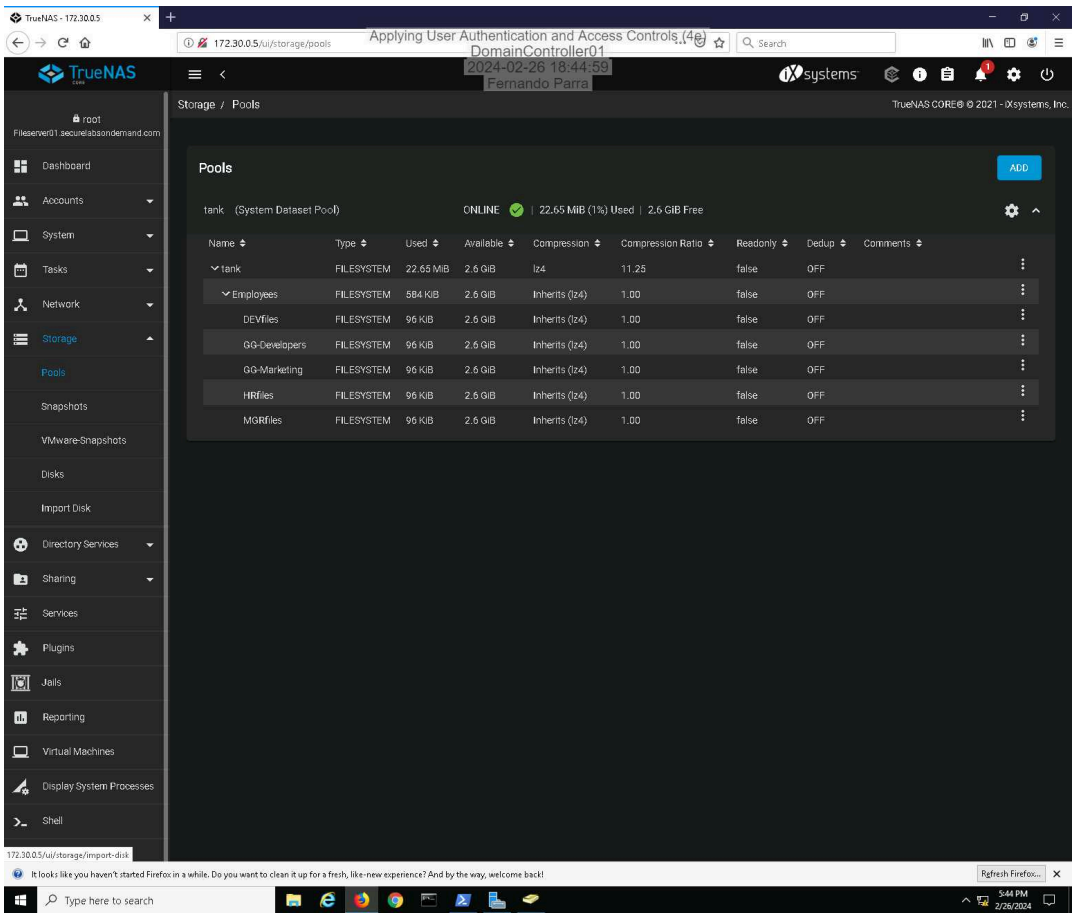 TrueNAS - 172.30.0.5
172.30.0.5/ui/storage/pools
Search
Applying User Authentication and Access Controls (4e)
DomainController01
2024-02-26 18:44:59
Fernando Parra
TrueNAS
CORE
systems
1
root
Fileserver01.securelabsondemand.com
Storage / Pools
TrueNAS CORE® © 2021 - iXsystems, Inc.
Dashboard
Accounts
System
Tasks
Network
Storage
Pools
Snapshots
VMware-Snapshots
Disks
Import Disk
Directory Services
Sharing
Services
Plugins
Jails
Reporting
Virtual Machines
Display System Processes
Shell
Pools
ADD
tank (System Dataset Pool) ONLINE | 22.65 MiB (1%) Used | 2.6 GiB Free
Name Type Used Available Compression Compression Ratio Readonly Dedup Comments
tank FILESYSTEM 22.65 MiB 2.6 GiB lz4 11.25 false OFF
Employees FILESYSTEM 584 KiB 2.6 GiB Inherits (lz4) 1.00 false OFF
DEVfiles FILESYSTEM 96 KiB 2.6 GiB Inherits (lz4) 1.00 false OFF
GG-Developers FILESYSTEM 96 KiB 2.6 GiB Inherits (lz4) 1.00 false OFF
GG-Marketing FILESYSTEM 96 KiB 2.6 GiB Inherits (lz4) 1.00 false OFF
HRfiles FILESYSTEM 96 KiB 2.6 GiB Inherits (lz4) 1.00 false OFF
MGRfiles FILESYSTEM 96 KiB 2.6 GiB Inherits (lz4) 1.00 false OFF
172.30.0.5/ui/storage/import-disk
It looks like you haven't started Firefox in a while. Do you want to clean it up for a fresh, like-new experience? And by the way, welcome back!
Refresh Firefox...
Type here to search
5:44 PM
2/26/2024